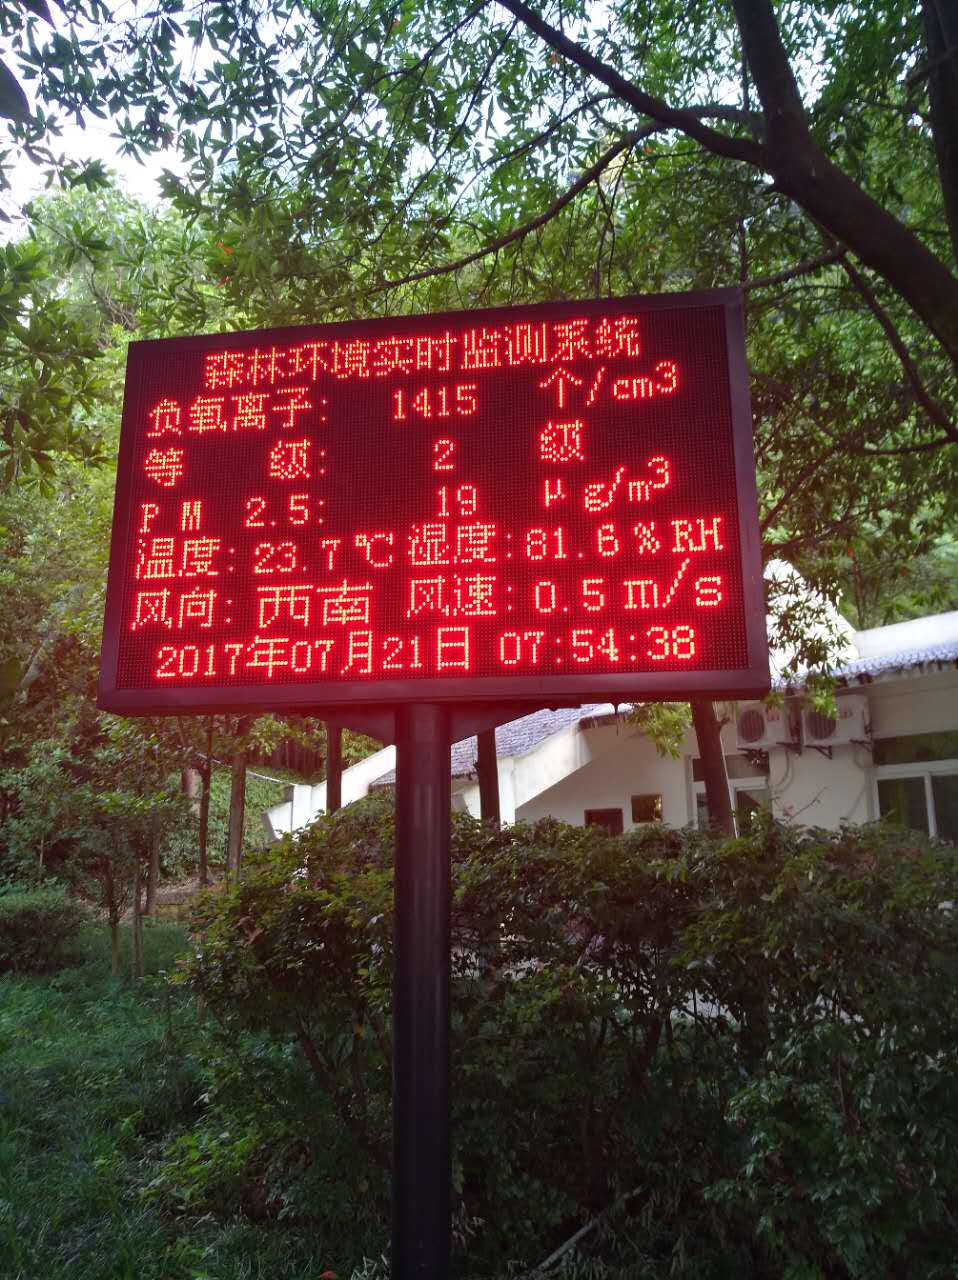 森林环境实时监测系统
负氧离子: 1415 个/cm³
等 级: 2 级
PM 2.5: 19 μg/m³
温度: 23.7℃ 湿度:81.6%RH
风向: 西南 风速:0.5m/s
2017年07月21日 07:54:38